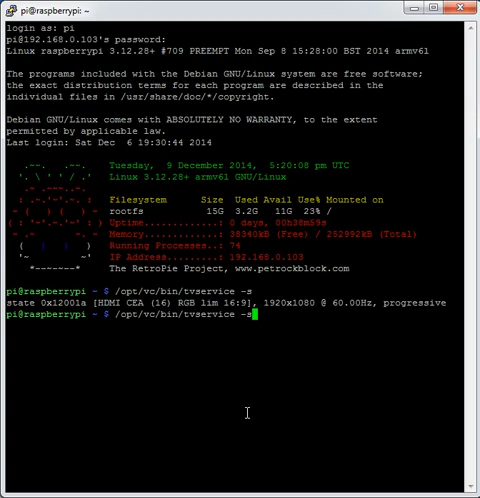 pi@raspberrypi: ~
login as: pi
pi@192.168.0.103's password:
Linux raspberrypi 3.12.28+ #709 PREEMPT Mon Sep 8 15:28:00 BST 2014 armv6l
The programs included with the Debian GNU/Linux system are free software;
the exact distribution terms for each program are described in the
individual files in /usr/share/doc/*/copyright.
Debian GNU/Linux comes with ABSOLUTELY NO WARRANTY, to the extent
permitted by applicable law.
Last login: Sat Dec  6 19:30:44 2014
Tuesday,  9 December 2014,  5:20:08 pm UTC
Linux 3.12.28+ armv6l GNU/Linux
Filesystem      Size  Used Avail Use% Mounted on
rootfs           15G  3.2G   11G  23% /
Uptime.............: 0 days, 00h38m59s
Memory.............: 38340kB (Free) / 252992kB (Total)
Running Processes..: 74
IP Address.........: 192.168.0.103
The RetroPie Project, www.petrockblock.com
pi@raspberrypi ~ $ /opt/vc/bin/tvservice -s
state 0x12001a [HDMI CEA (16) RGB lim 16:9], 1920x1080 @ 60.00Hz, progressive
pi@raspberrypi ~ $ /opt/vc/bin/tvservice -s